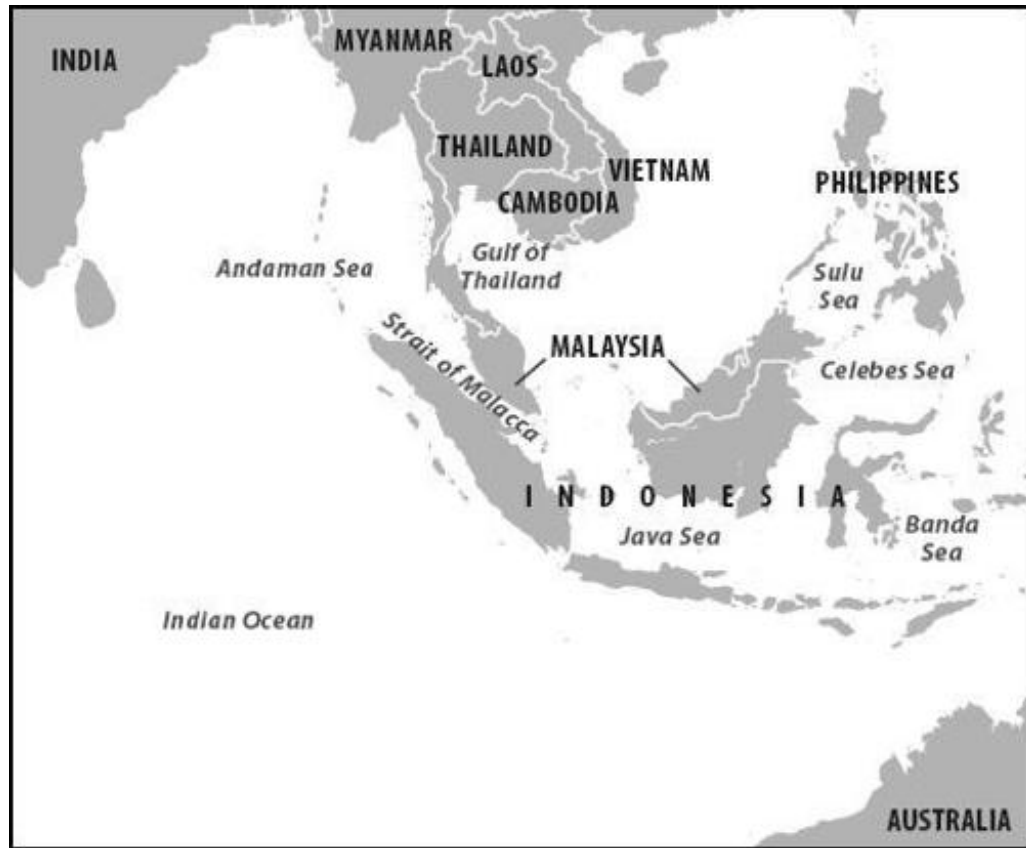 MYANMAR
INDIA
LAOS
THAILAND
VIETNAM
PHILIPPINES
CAMBODIA
Gulf of
Thailand
Andaman Sea
Sulu
Sea
Strait of Malacca
MALAYSIA
Celebes Sea
INDONESIA
Java Sea
Banda
Sea
Indian Ocean
AUSTRALIA